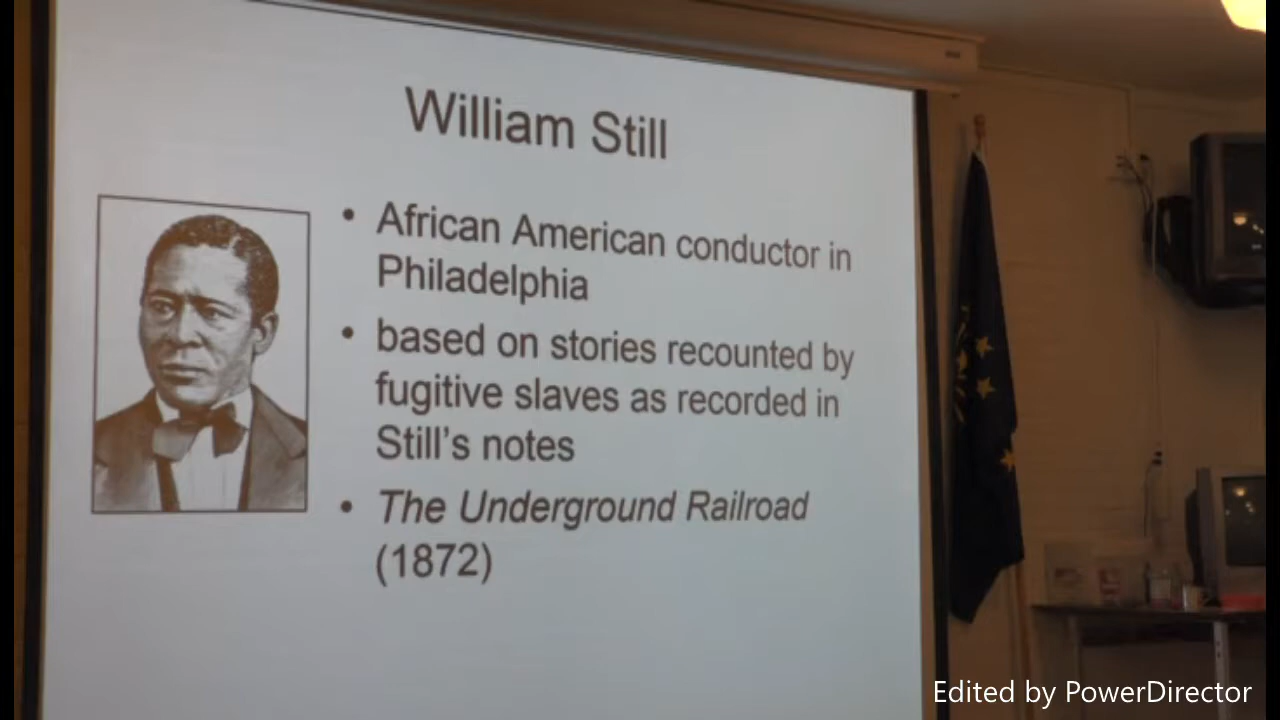 William Still
• African American conductor in
Philadelphia
• based on stories recounted by
fugitive slaves as recorded in
Still's notes
• The Underground Railroad
(1872)
Edited by PowerDirector